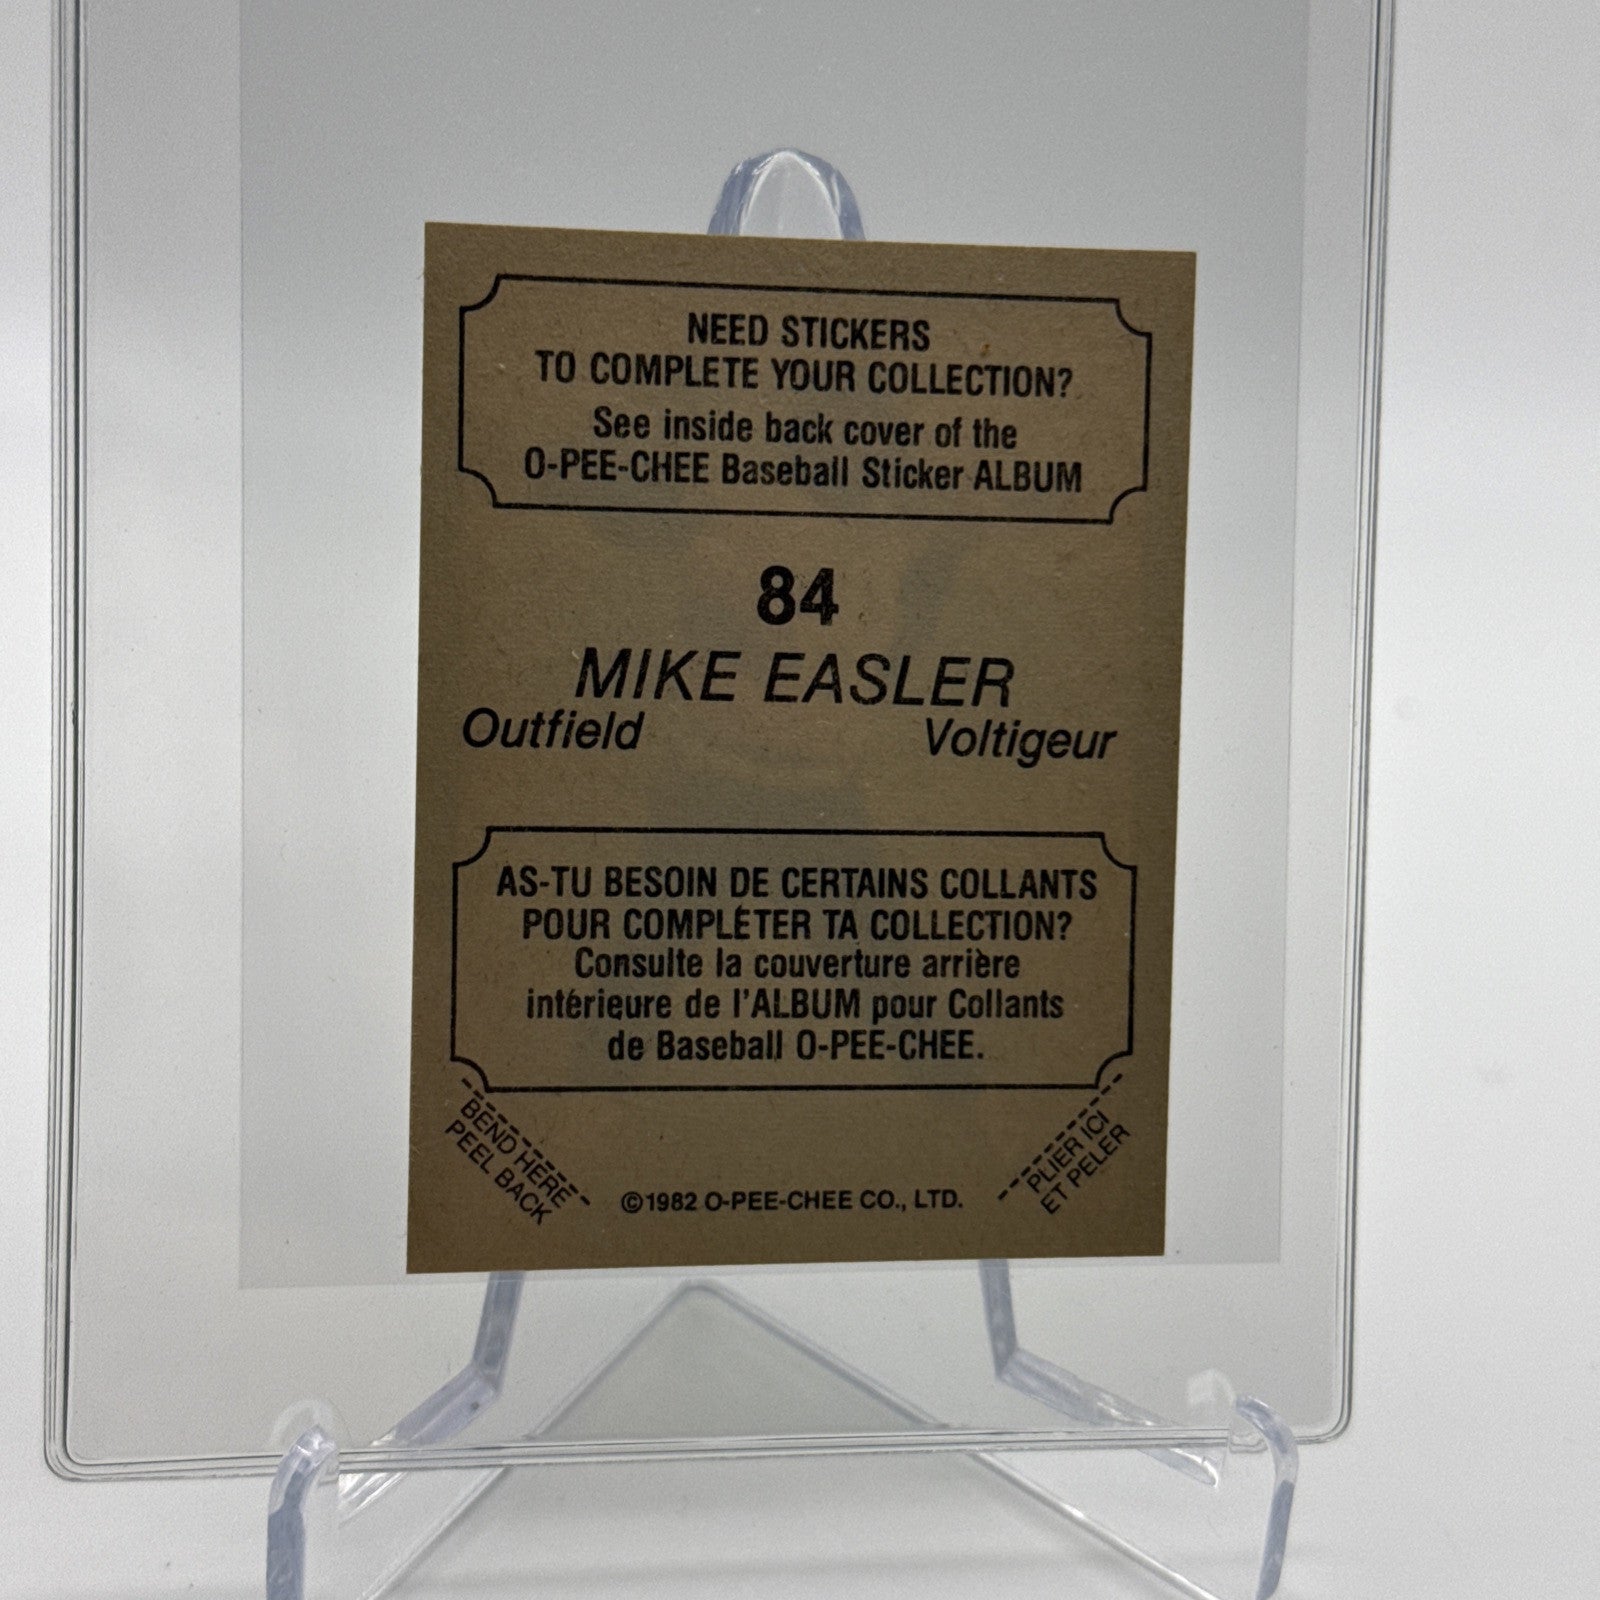 NEED STICKERS
TO COMPLETE YOUR COLLECTION?
See inside back cover of the
O-PEE-CHEE Baseball Sticker ALBUM
84
MIKE EASLER
Outfield Voltigeur
AS-TU BESOIN DE CERTAINS COLLANTS
POUR COMPLÉTER TA COLLECTION?
Consulte la couverture arrière
intérieure de l'ALBUM pour Collants
de Baseball O-PEE-CHEE.
BEND HERE
PEEL BACK
©1982 O-PEE-CHEE CO., LTD.
PLIER ICI
ET PELER